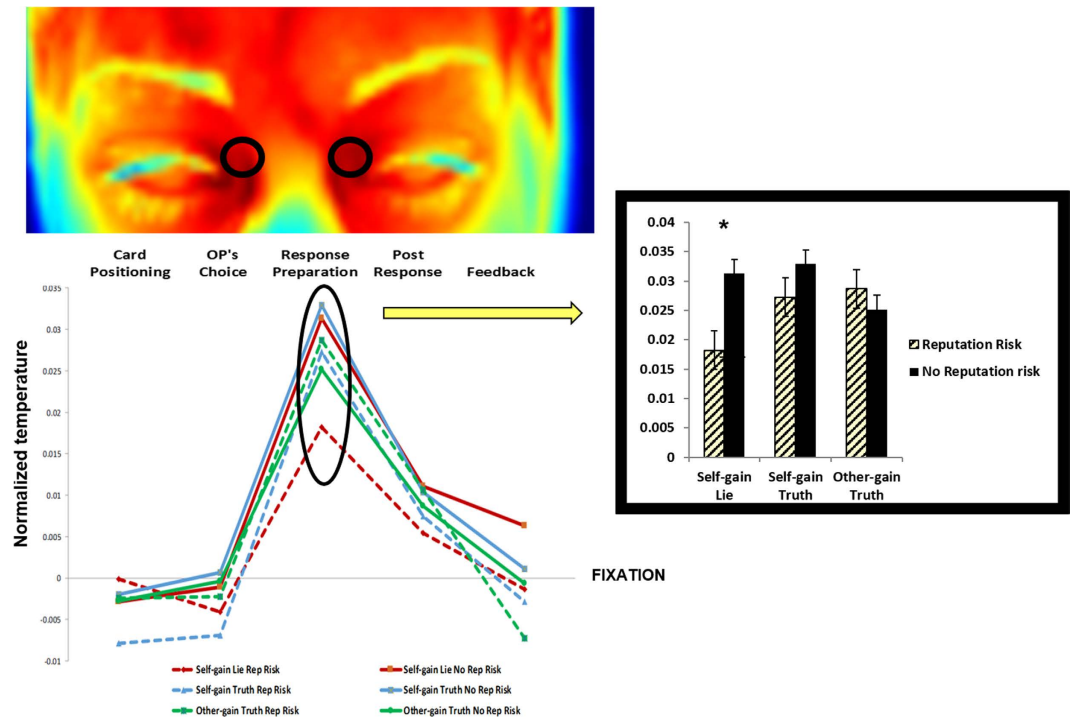 Card Positioning
OP's Choice
Response Preparation
Post Response
Feedback
Normalized temperature
0.035
0.03
0.025
0.02
0.015
0.01
0.005
0
-0.005
-0.01
FIXATION
Self-gain Lie Rep Risk
Self-gain Lie No Rep Risk
Self-gain Truth Rep Risk
Self-gain Truth No Rep Risk
Other-gain Truth Rep Risk
Other-gain Truth No Rep Risk
0.04
0.035
0.03
0.025
0.02
0.015
0.01
0.005
0
*
Self-gain Lie
Self-gain Truth
Other-gain Truth
Reputation Risk
No Reputation risk